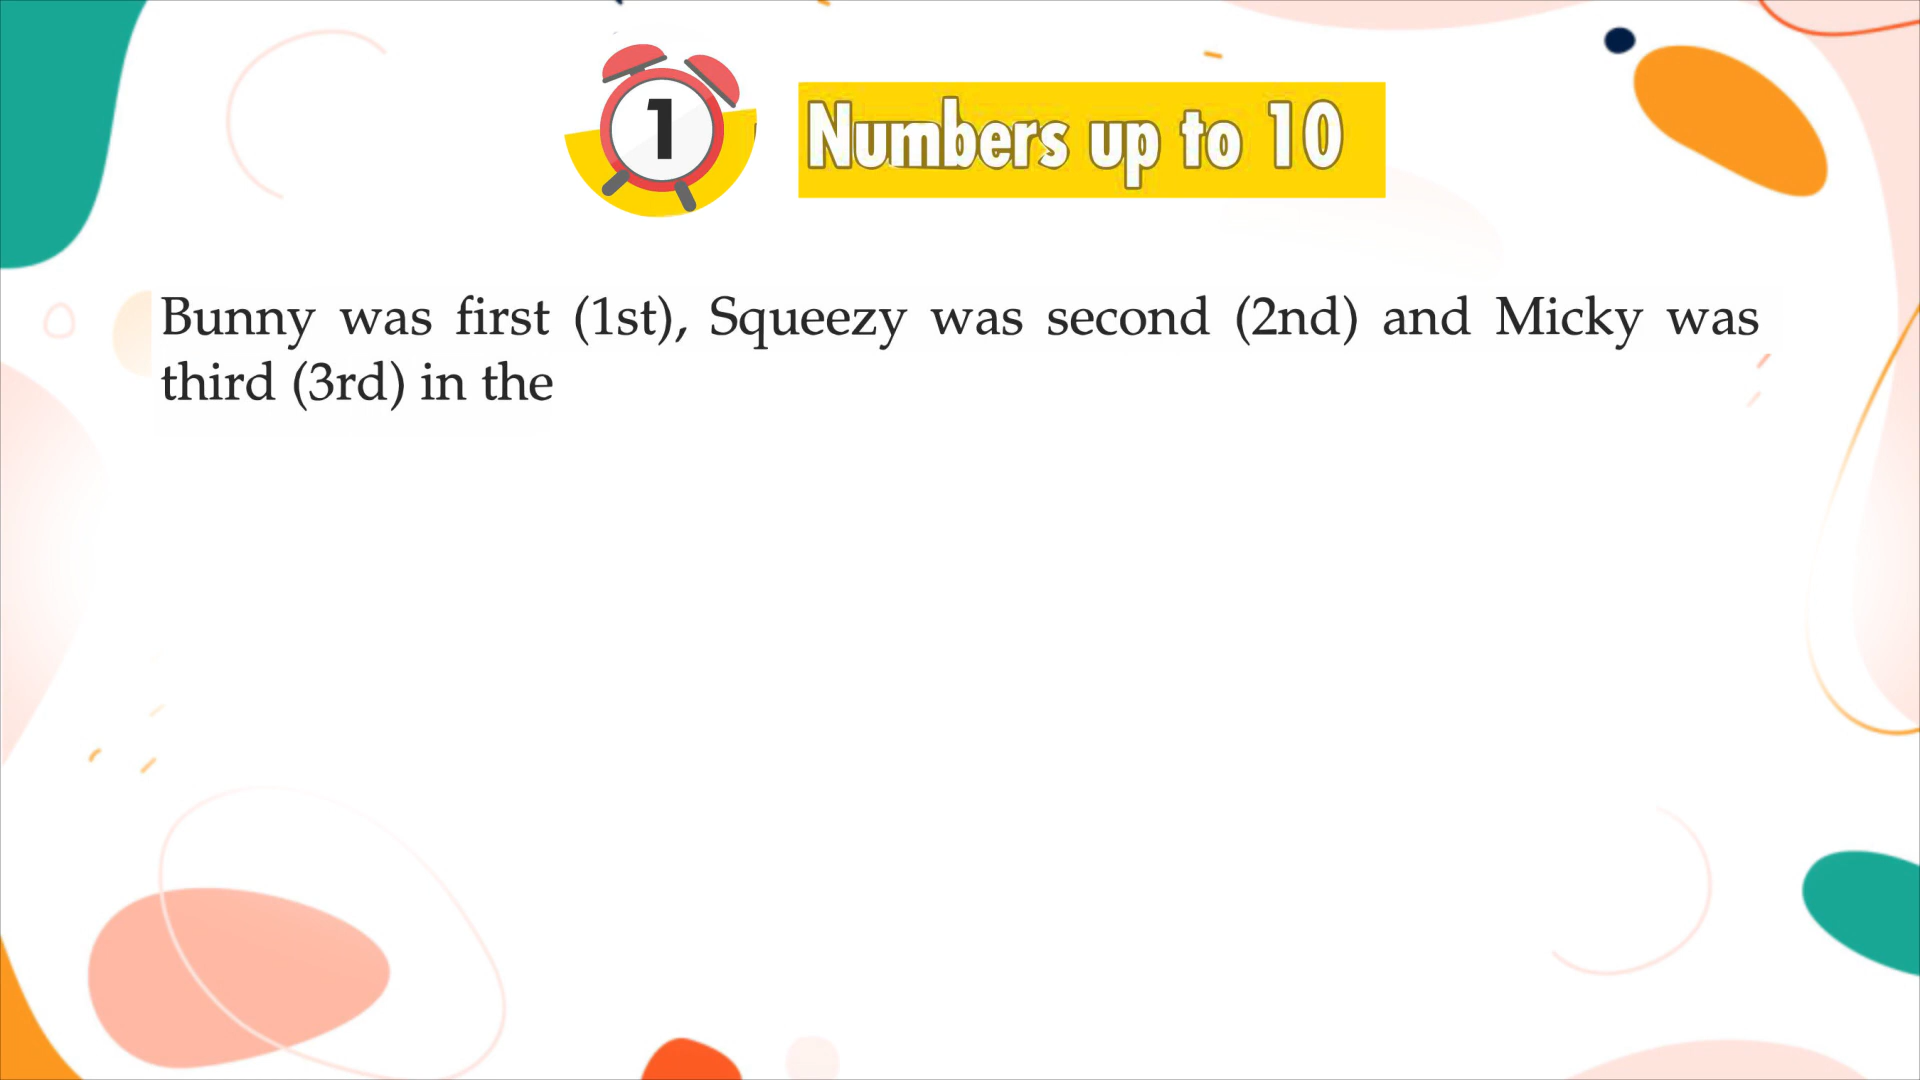 1
Numbers up to 10
Bunny was first (1st), Squeezy was second (2nd) and Micky was
third (3rd) in the